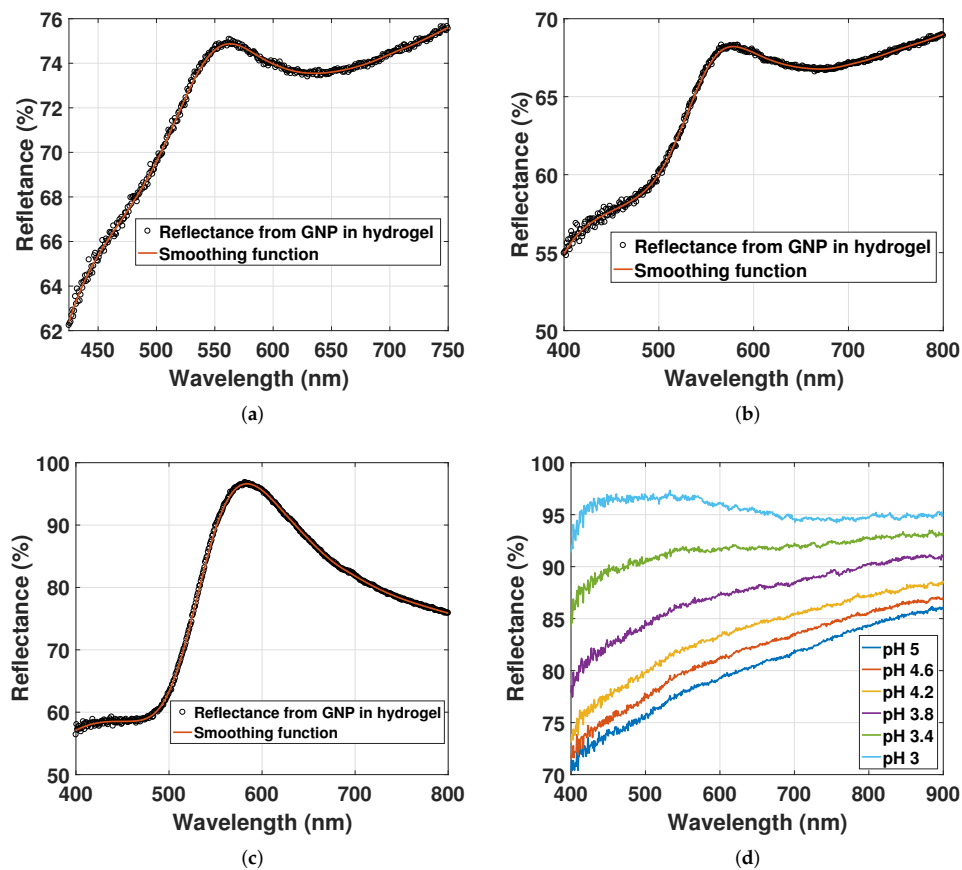 76
74
72
70
68
66
64
62
Refletance (%)
Reflectance from GNP in hydrogel
Smoothing function
450 500 550 600 650 700 750
Wavelength (nm)
(a)
70
65
60
55
50
Reflectance (%)
Reflectance from GNP in hydrogel
Smoothing function
400 500 600 700 800
Wavelength (nm)
(b)
100
90
80
70
60
50
Reflectance (%)
Reflectance from GNP in hydrogel
Smoothing function
400 500 600 700 800
Wavelength (nm)
(c)
100
95
90
85
80
75
70
Reflectance (%)
pH 5
pH 4.6
pH 4.2
pH 3.8
pH 3.4
pH 3
400 500 600 700 800 900
Wavelength (nm)
(d)